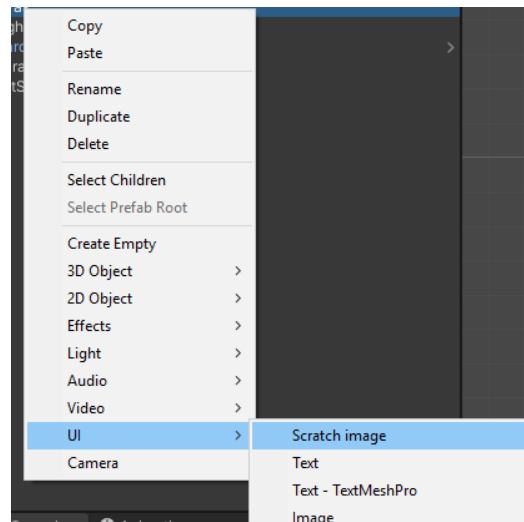 Copy
Paste
Rename
Duplicate
Delete
Select Children
Select Prefab Root
Create Empty
3D Object
2D Object
Effects
Light
Audio
Video
UI
Camera
Scratch image
Text
Text - TextMeshPro
Image